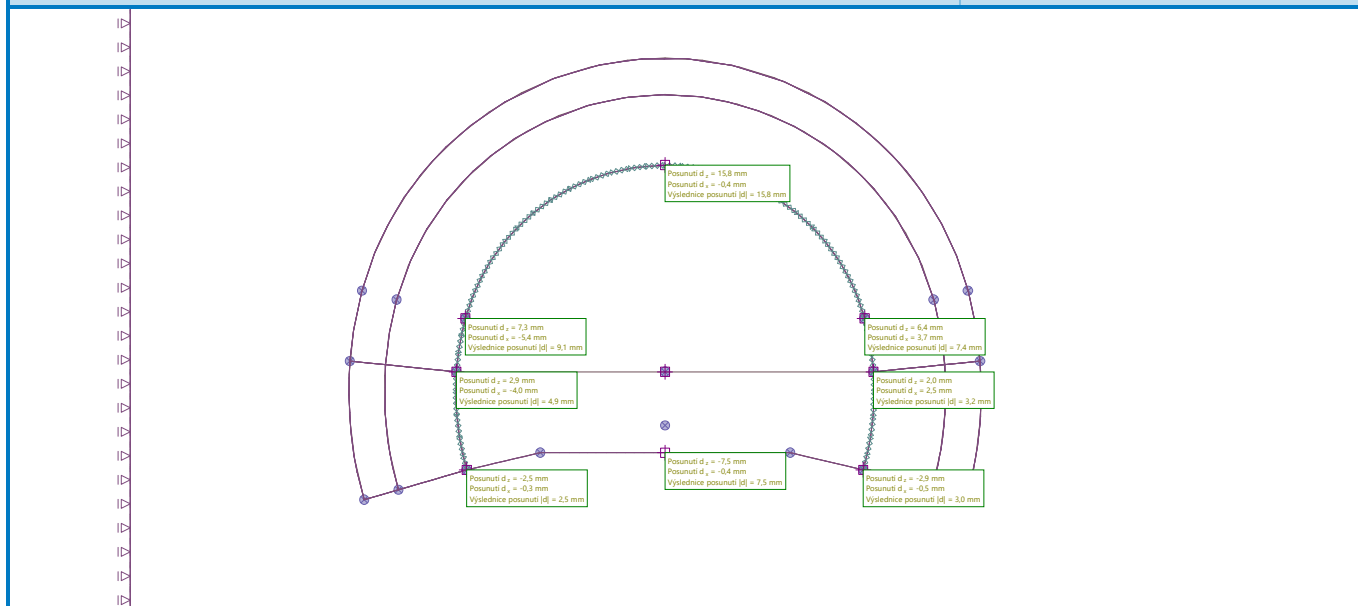 Posunutí d z = 15,8 mm
Posunutí d x = -0,4 mm
Výslednice posunutí |d| = 15,8 mm
Posunutí d z = 7,3 mm
Posunutí d x = -5,4 mm
Výslednice posunutí |d| = 9,1 mm
Posunutí d z = 6,4 mm
Posunutí d x = 3,7 mm
Výslednice posunutí |d| = 7,4 mm
Posunutí d z = 2,9 mm
Posunutí d x = -4,0 mm
Výslednice posunutí |d| = 4,9 mm
Posunutí d z = 2,0 mm
Posunutí d x = 2,5 mm
Výslednice posunutí |d| = 3,2 mm
Posunutí d z = -7,5 mm
Posunutí d x = -0,4 mm
Výslednice posunutí |d| = 7,5 mm
Posunutí d z = -2,5 mm
Posunutí d x = -0,3 mm
Výslednice posunutí |d| = 2,5 mm
Posunutí d z = -2,9 mm
Posunutí d x = -0,5 mm
Výslednice posunutí |d| = 3,0 mm